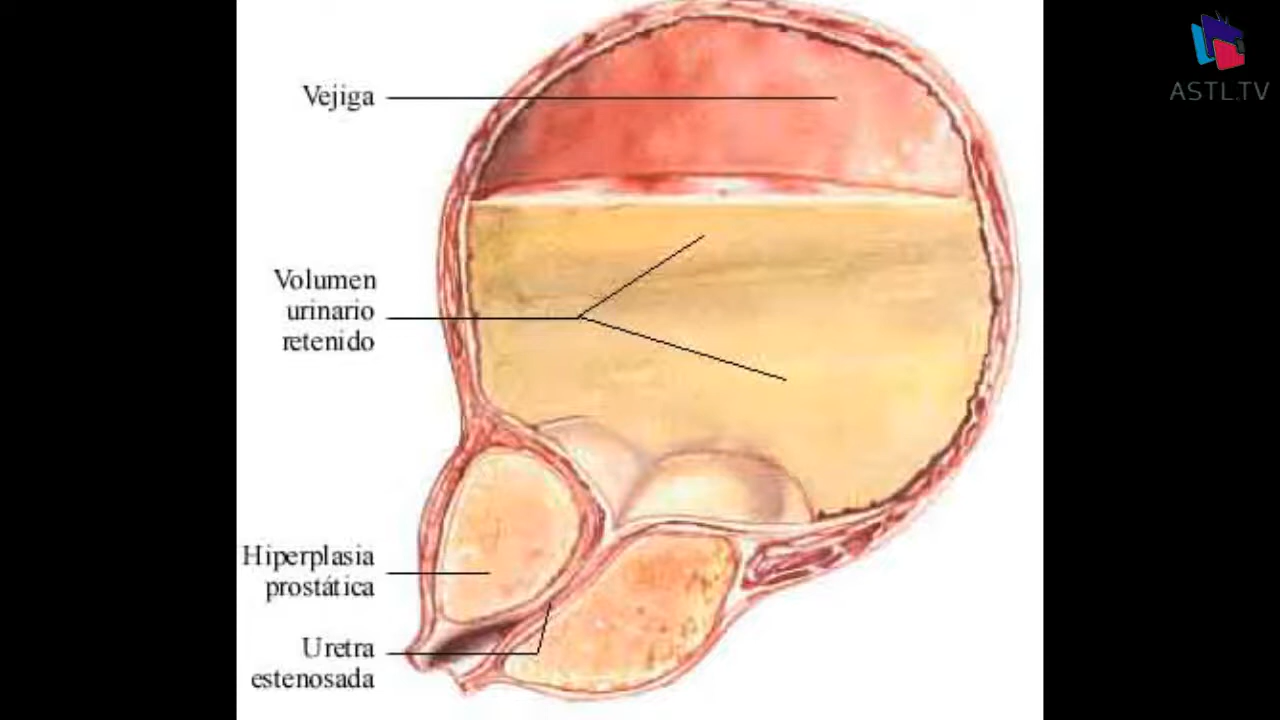 ASTL.TV
Vejiga
Volumen
urinario
retenido
Hiperplasia
prostática
Uretra
estenosada